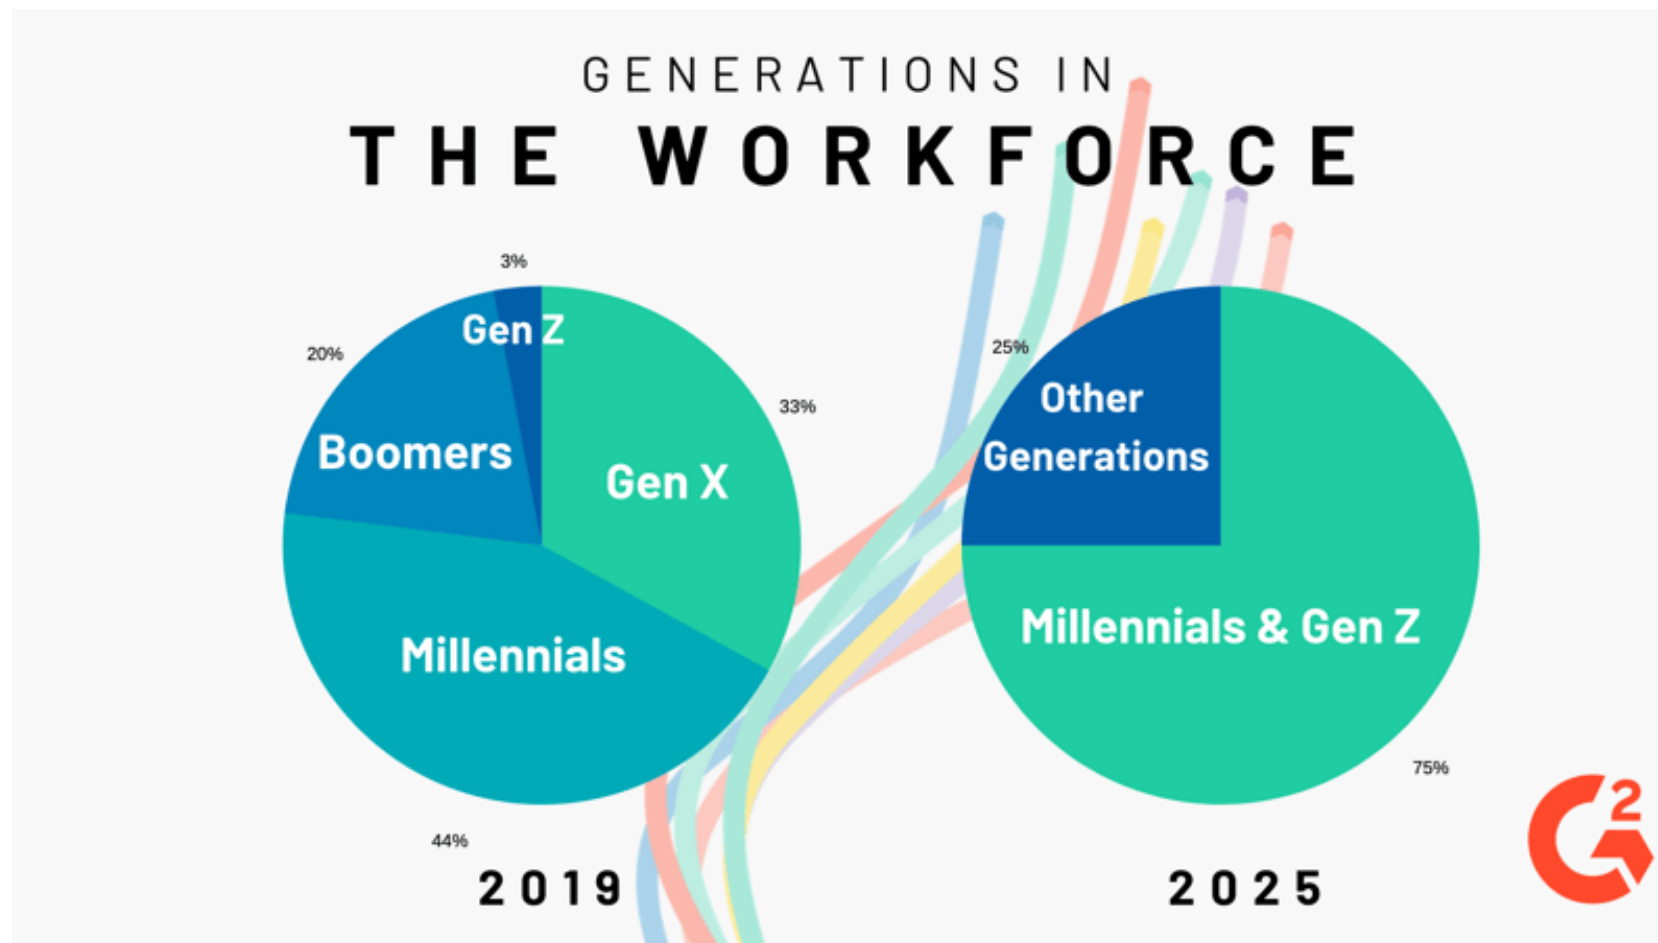 GENERATIONS IN
THE WORKFORCE
3%
Gen Z
20%
Boomers
33%
Gen X
Millennials
44%
2019
25%
Other
Generations
Millennials & Gen Z
75%
2025
G2